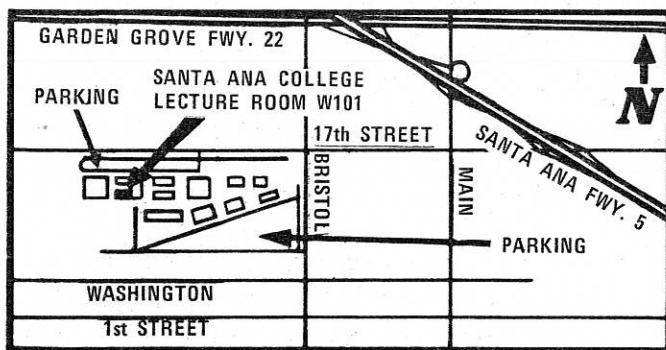 GARDEN GROVE FWY. 22
SANTA ANA COLLEGE
LECTURE ROOM W101
PARKING
17th STREET
N
SANTA ANA FWY. 5
BRISTOL
MAIN
PARKING
WASHINGTON
1st STREET